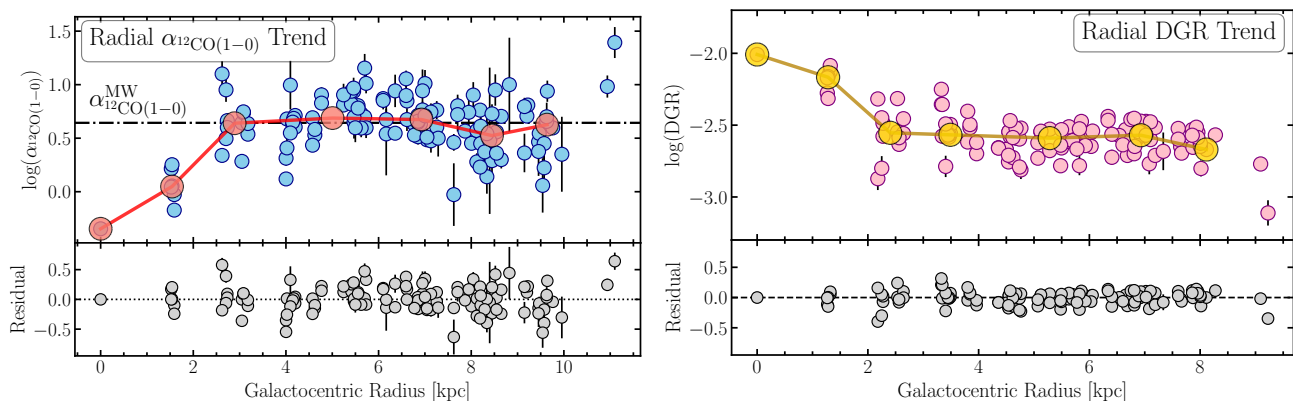 Radial α₁₂CO(1−0) Trend
log(α₁₂CO(1−0))
α^MW_12CO(1−0)
1.5
1.0
0.5
0.0
Residual
0.5
0.0
−0.5
0
2
4
6
8
10
Galactocentric Radius [kpc]
Radial DGR Trend
log(DGR)
−2.0
−2.5
−3.0
Residual
0.5
0.0
−0.5
0
2
4
6
8
Galactocentric Radius [kpc]